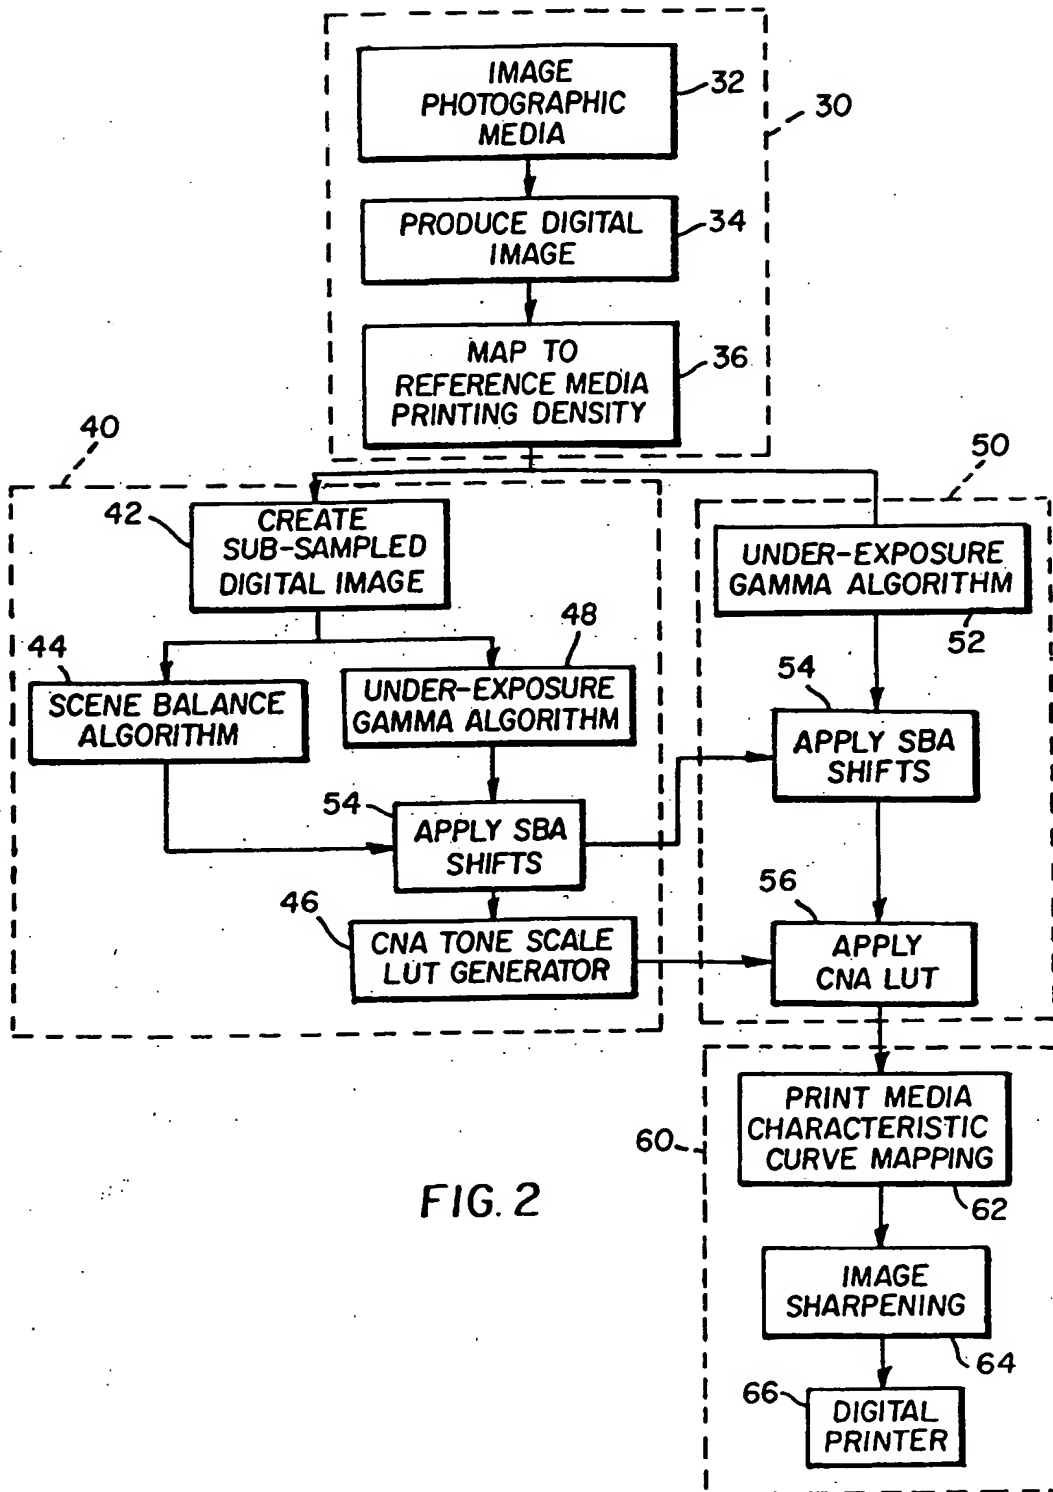 IMAGE
PHOTOGRAPHIC
MEDIA
32
30
PRODUCE DIGITAL
IMAGE
34
MAP TO
REFERENCE MEDIA
PRINTING DENSITY
36
40
50
42
CREATE
SUB-SAMPLED
DIGITAL IMAGE
UNDER-EXPOSURE
GAMMA ALGORITHM
52
44
SCENE BALANCE
ALGORITHM
48
UNDER-EXPOSURE
GAMMA ALGORITHM
54
APPLY SBA
SHIFTS
54
APPLY SBA
SHIFTS
46
CNA TONE SCALE
LUT GENERATOR
56
APPLY
CNA LUT
60
PRINT MEDIA
CHARACTERISTIC
CURVE MAPPING
62
IMAGE
SHARPENING
64
66
DIGITAL
PRINTER
FIG. 2